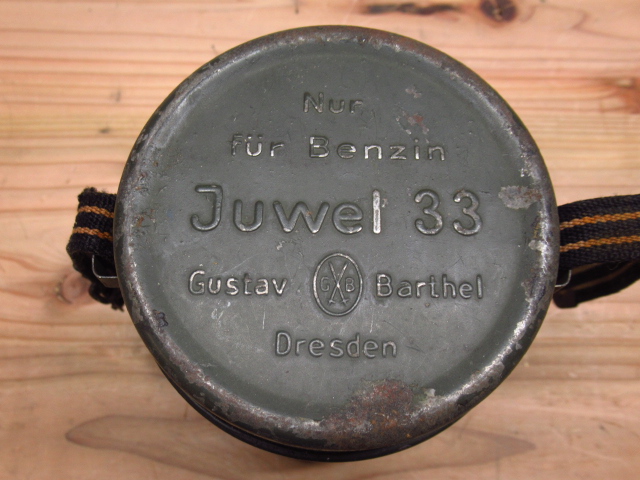 Nur
für Benzin
Juwel 33
Gustav GB Barthel
Dresden